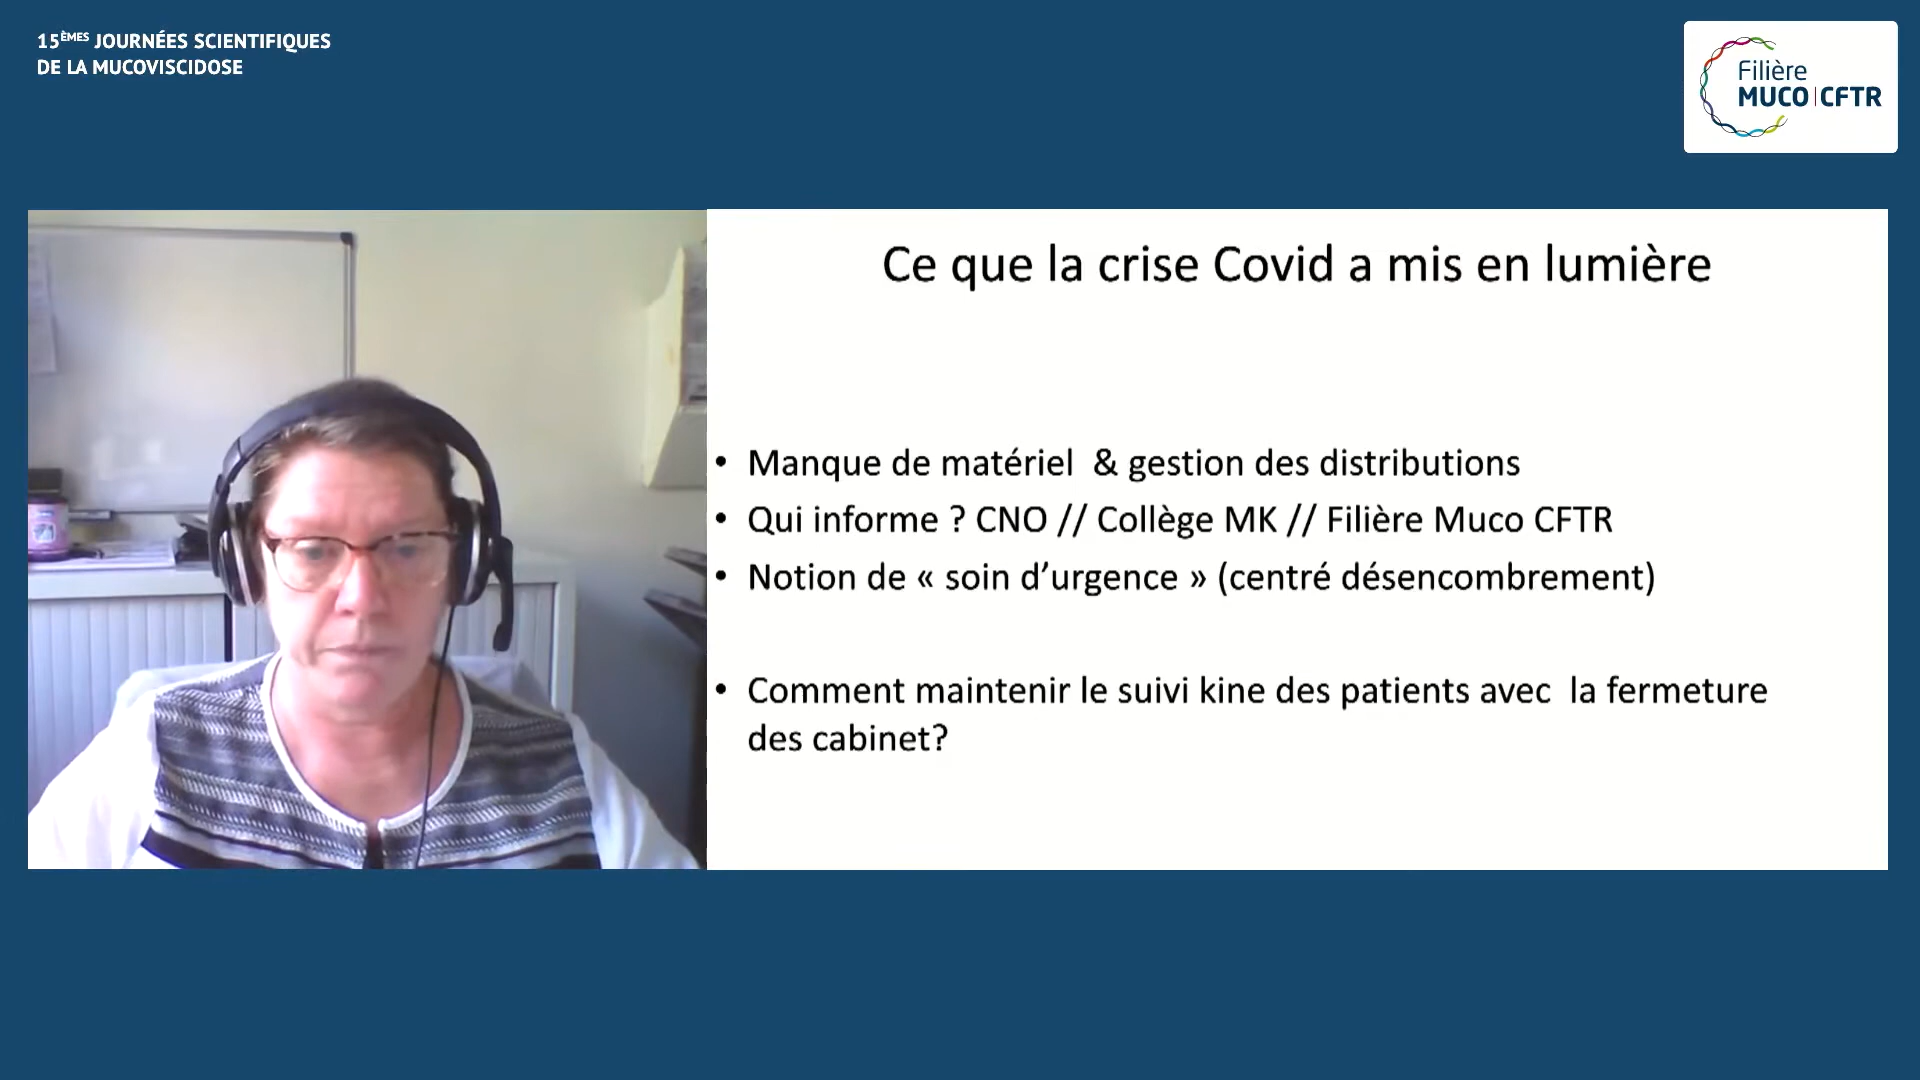 15ÈMES JOURNÉES SCIENTIFIQUES
DE LA MUCOVISCIDOSE
Filière
MUCO|CFTR
Ce que la crise Covid a mis en lumière
• Manque de matériel & gestion des distributions
• Qui informe ? CNO // Collège MK // Filière Muco CFTR
• Notion de « soin d’urgence » (centré désencombrement)
• Comment maintenir le suivi kine des patients avec la fermeture
des cabinet?